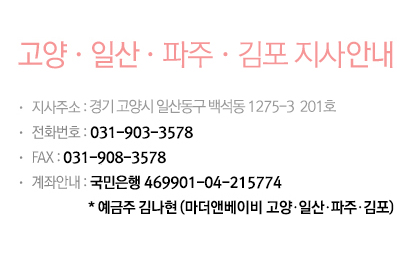 고양 · 일산 · 파주 · 김포 지사안내
· 지사주소 : 경기 고양시 일산동구 백석동 1275-3 201호
· 전화번호 : 031-903-3578
· FAX : 031-908-3578
· 계좌안내 : 국민은행 469901-04-215774
* 예금주 김나현 (마더앤베이비 고양·일산·파주·김포)